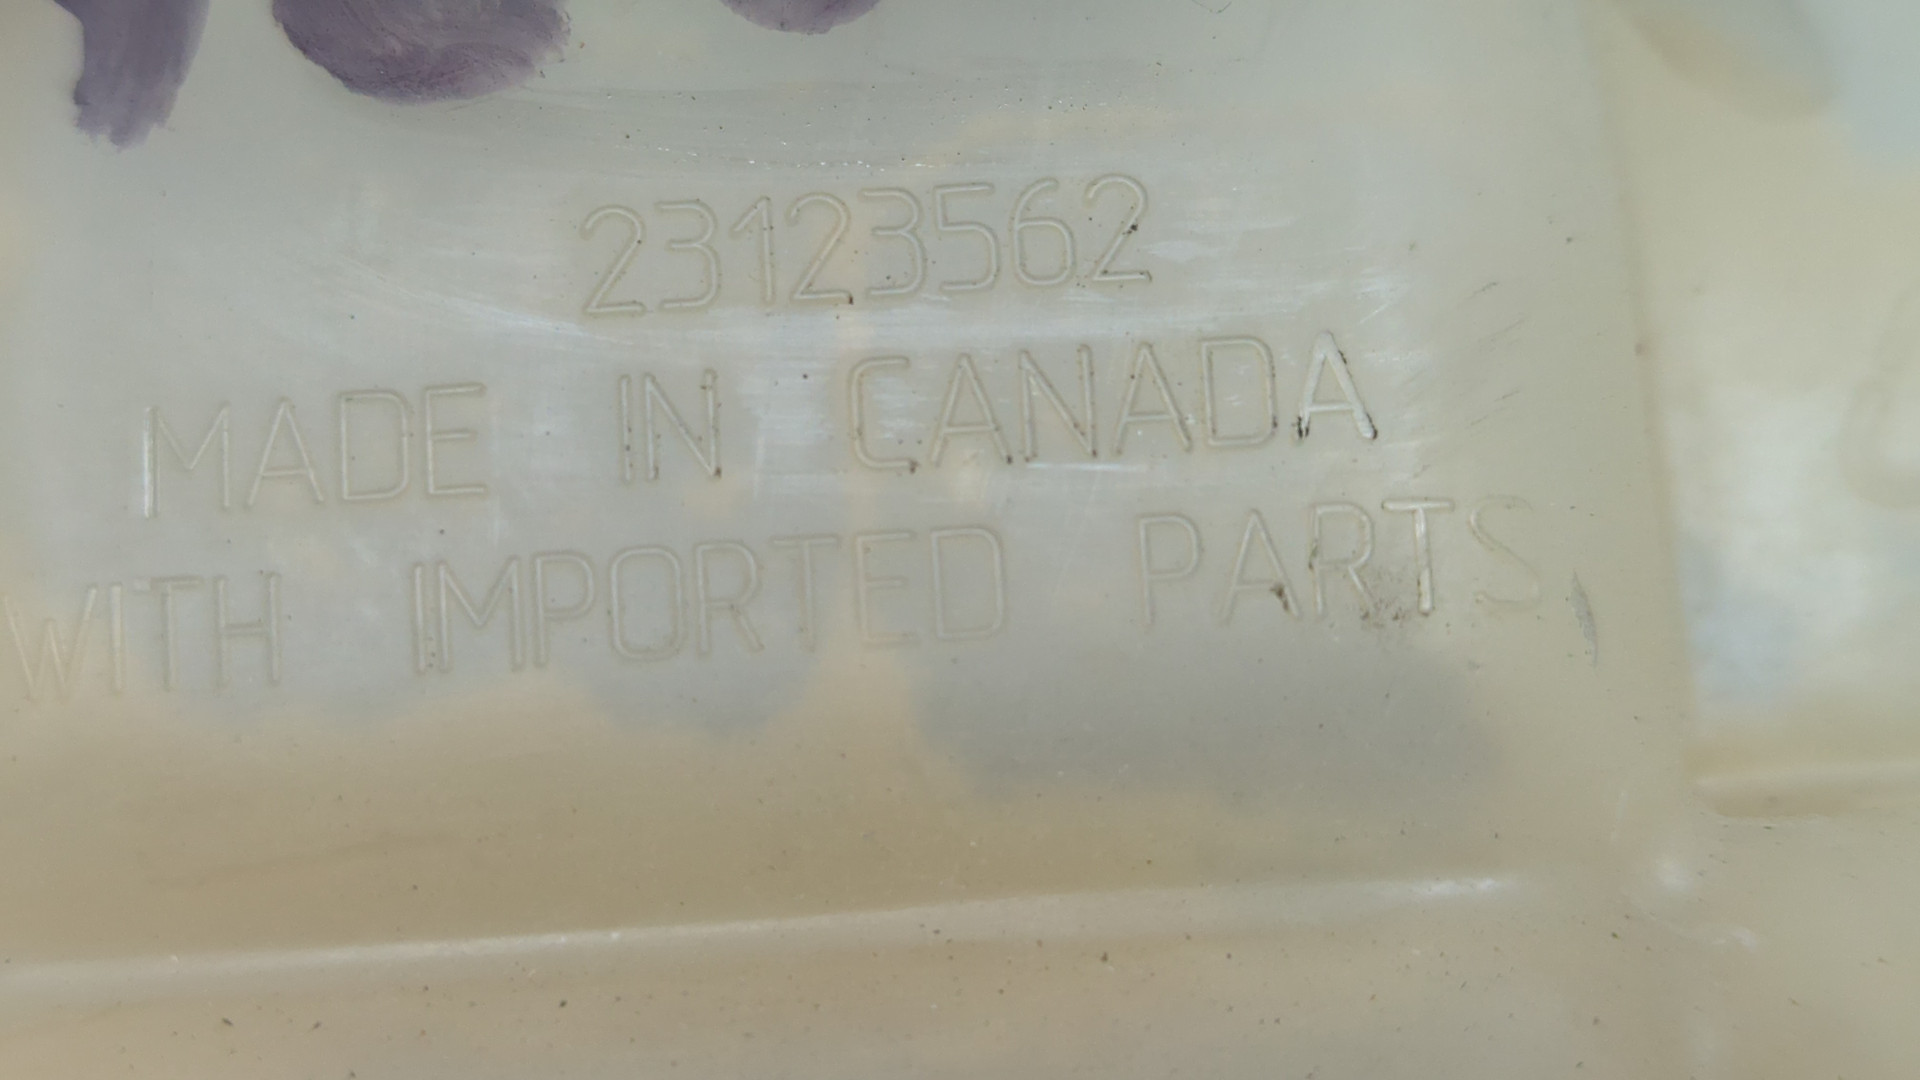 23123562
MADE IN CANADA
WITH IMPORTED PARTS